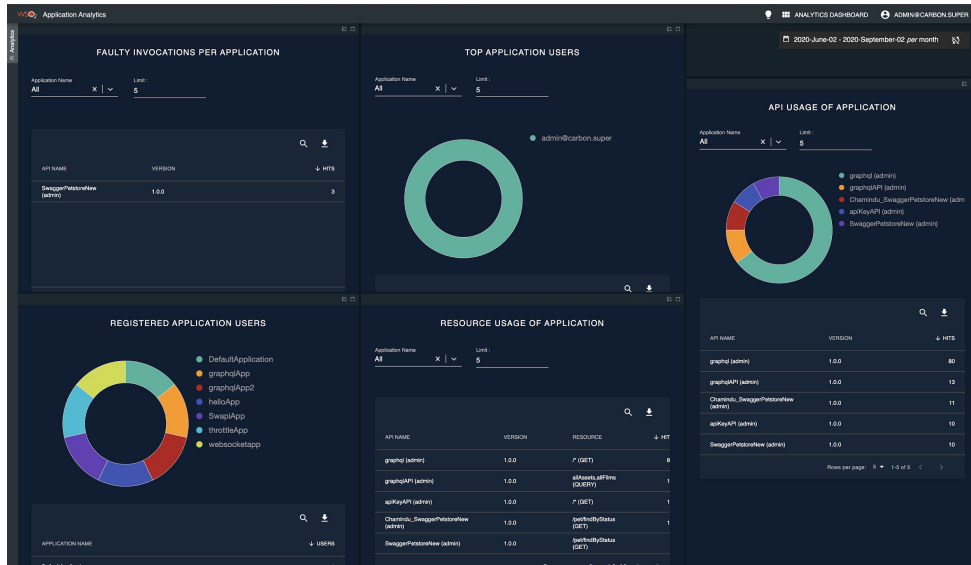 WSO2 Application Analytics
ANALYTICS DASHBOARD
ADMIN@CARBON.SUPER
Analytics
2020-June-02 - 2020-September-02 per month
FAULTY INVOCATIONS PER APPLICATION
Application Name
Limit :
All
5
API NAME VERSION HITS
SwaggerPetstoreNew
(admin)
1.0.0
3
TOP APPLICATION USERS
Application Name
Limit :
All
5
admin@carbon.super
API USAGE OF APPLICATION
Application Name
Limit :
All
5
graphql (admin)
graphqlAPI (admin)
Chamindu_SwaggerPetstoreNew (adm
apiKeyAPI (admin)
SwaggerPetstoreNew (admin)
API NAME VERSION HITS
graphql (admin) 1.0.0 80
graphqlAPI (admin) 1.0.0 13
Chamindu_SwaggerPetstoreNew
(admin)
1.0.0
11
apiKeyAPI (admin) 1.0.0 10
SwaggerPetstoreNew (admin) 1.0.0 10
Rows per page: 5 1-5 of 5
REGISTERED APPLICATION USERS
DefaultApplication
graphqlApp
graphqlApp2
helloApp
SwapiApp
throttleApp
websocketapp
APPLICATION NAME USERS
RESOURCE USAGE OF APPLICATION
Application Name
Limit :
All
5
API NAME VERSION RESOURCE HIT
graphql (admin) 1.0.0 /* (GET) 8
graphqlAPI (admin) 1.0.0 allAssets,allFilms
(QUERY)
1
apiKeyAPI (admin) 1.0.0 /* (GET) 1
Chamindu_SwaggerPetstoreNew
(admin)
1.0.0
/pet/findByStatus
(GET)
1
SwaggerPetstoreNew (admin) 1.0.0 /pet/findByStatus
(GET)